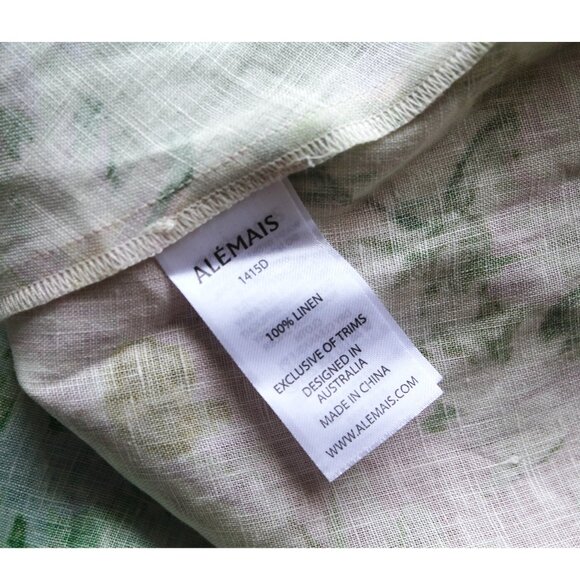 ALÉMAIS
1415D
100% LINEN
EXCLUSIVE OF TRIMS
DESIGNED IN
AUSTRALIA
MADE IN CHINA
WWW.ALEMAIS.COM